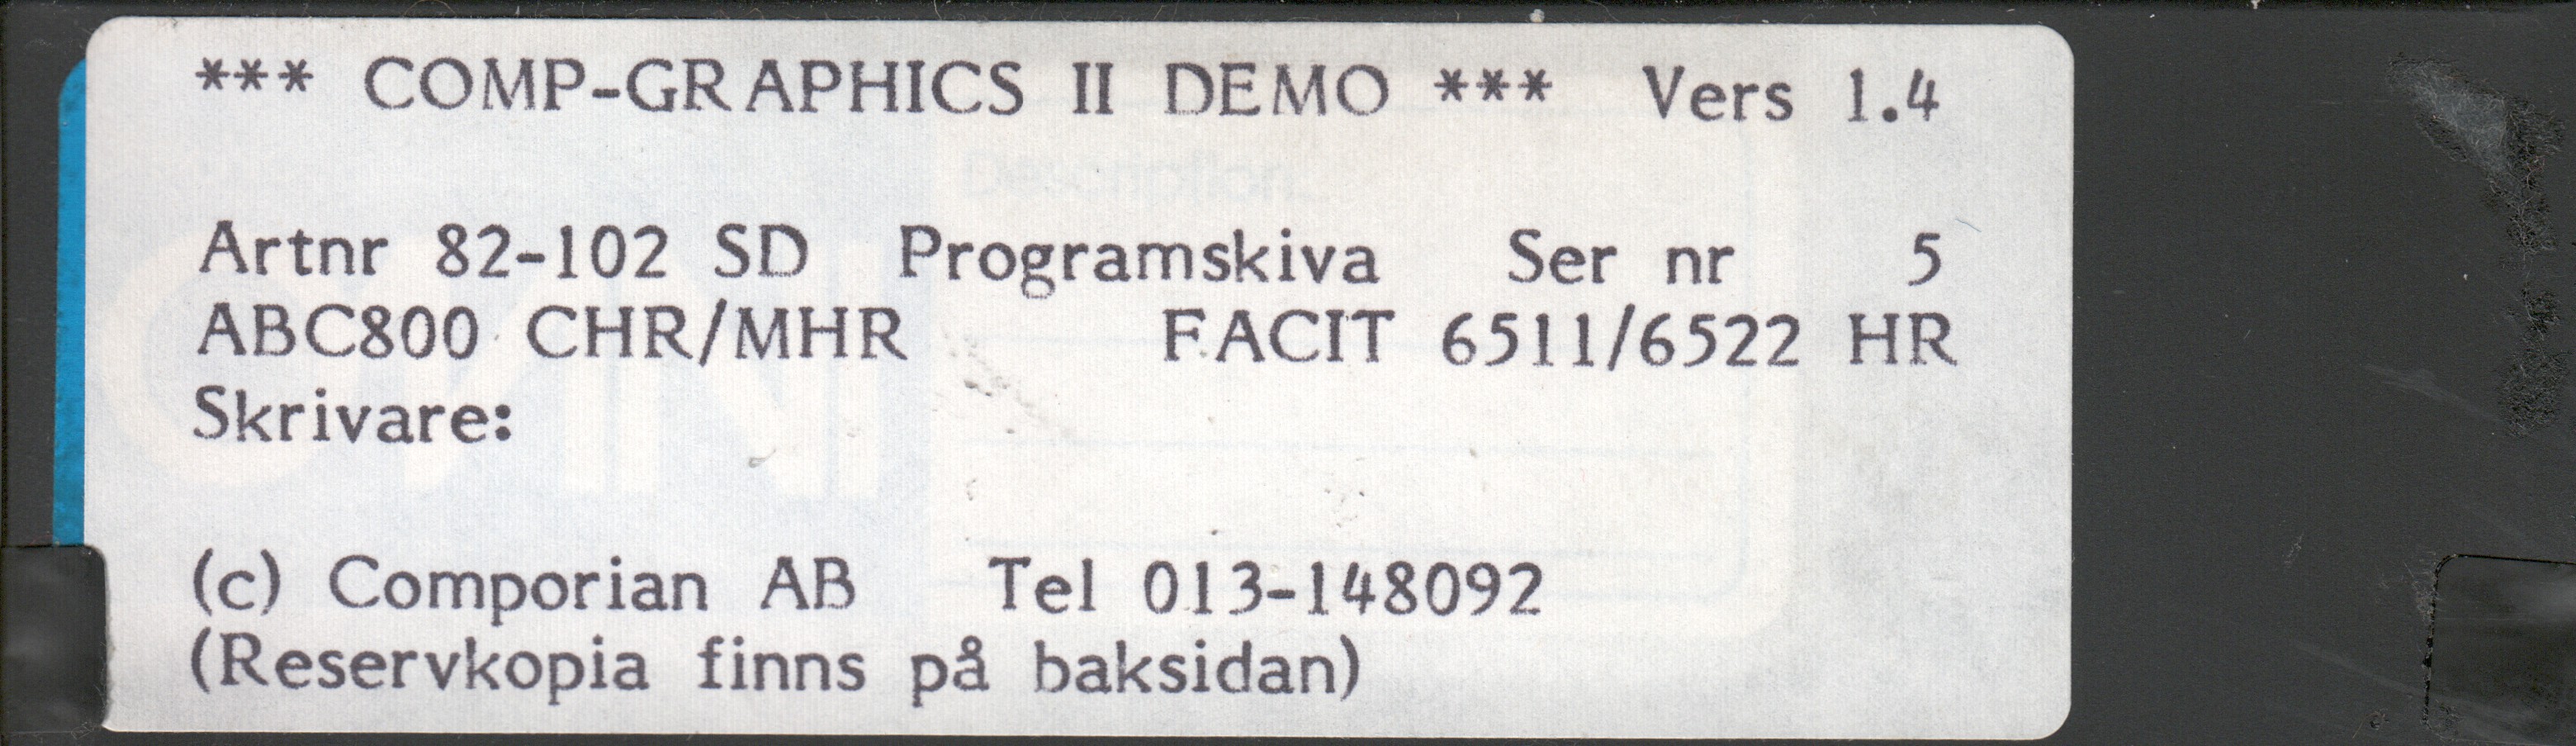 *** COMP-GRAPHICS II DEMO *** Vers 1.4
Artnr 82-102 SD Programskiva Ser nr 5
ABC800 CHR/MHR FACIT 6511/6522 HR
Skrivare:
(c) Comporian AB Tel 013-148092
(Reservkopia finns på baksidan)